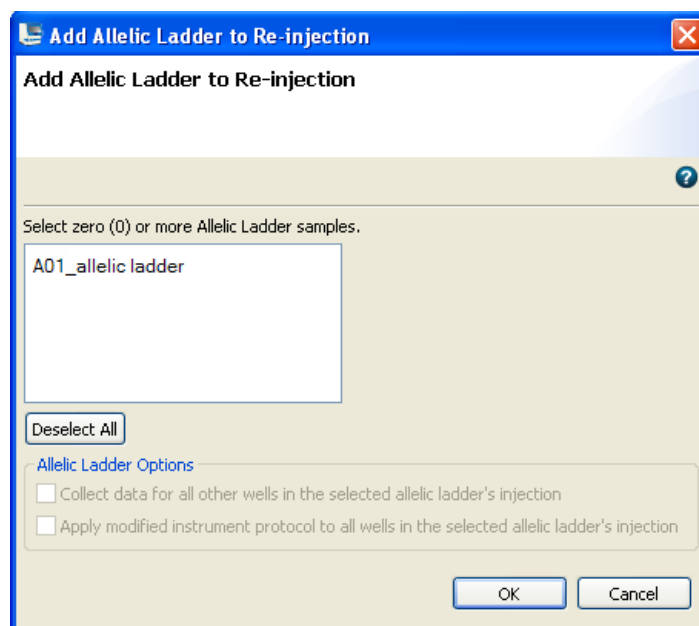 Add Allelic Ladder to Re-injection
Add Allelic Ladder to Re-injection
?
Select zero (0) or more Allelic Ladder samples.
A01_allelic ladder
Deselect All
Allelic Ladder Options
Collect data for all other wells in the selected allelic ladder's injection
Apply modified instrument protocol to all wells in the selected allelic ladder's injection
OK Cancel